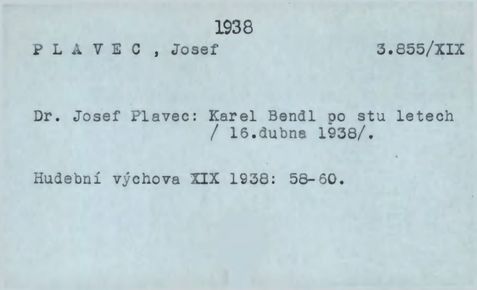 1938
P L A V E C , Josef 3.855/XIX
Dr. Josef Plavec: Karel Bendl po stu letech
/ 16.dubna 1938/.
Hudební výchova XIX 1938: 58-60.